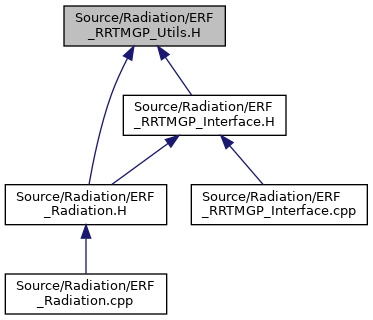 Source/Radiation/ERF
_RRTMGP_Utils.H
Source/Radiation/ERF
_RRTMGP_Interface.H
Source/Radiation/ERF
_Radiation.H
Source/Radiation/ERF
_RRTMGP_Interface.cpp
Source/Radiation/ERF
_Radiation.cpp